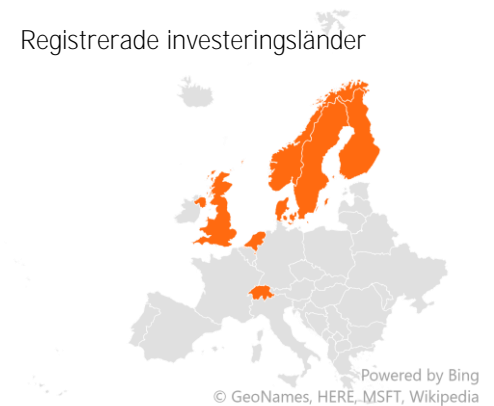 Registrerade investeringsländer
Powered by Bing
© GeoNames, HERE, MSFT, Wikipedia